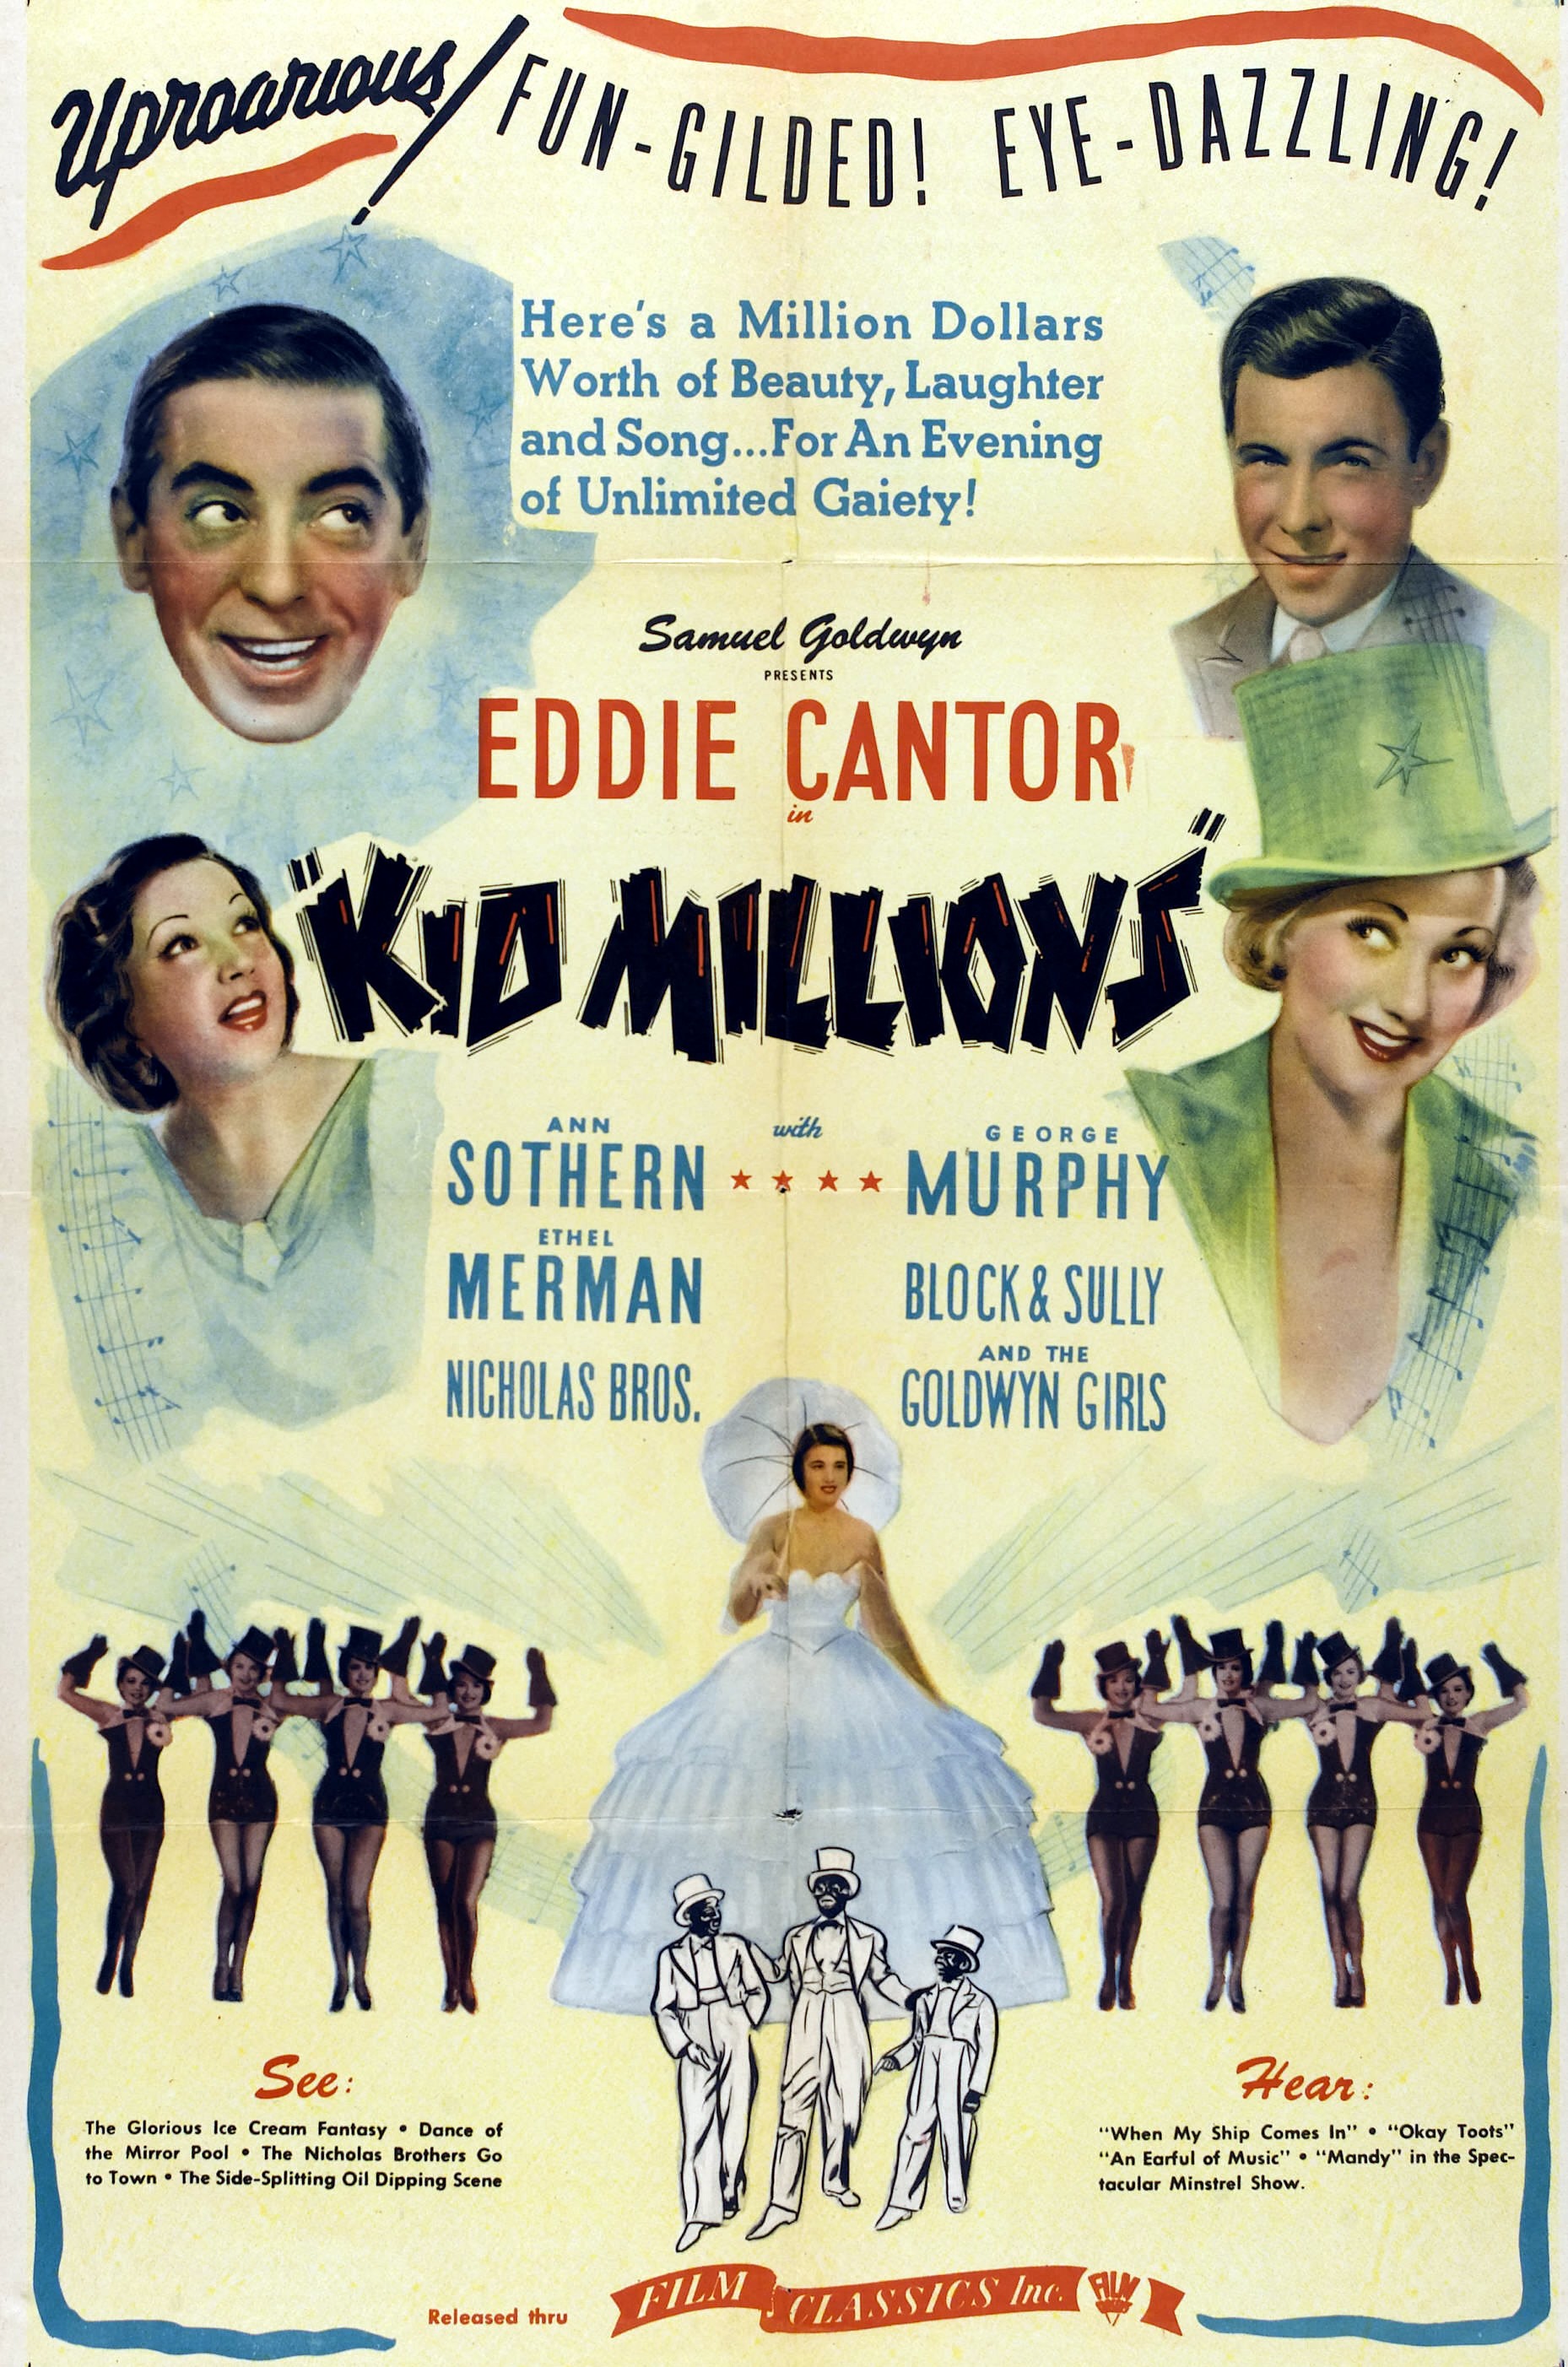 Uproarious! FUN-GILDED! EYE-DAZZLING!
Here's a Million Dollars
Worth of Beauty, Laughter
and Song...For An Evening
of Unlimited Gaiety!
Samuel Goldwyn
PRESENTS
EDDIE CANTOR
in
"KID MILLIONS"
with
ANN
SOTHERN
GEORGE
MURPHY
ETHEL
MERMAN
BLOCK & SULLY
NICHOLAS BROS.
AND THE
GOLDWYN GIRLS
See:
The Glorious Ice Cream Fantasy • Dance of
the Mirror Pool • The Nicholas Brothers Go
to Town • The Side-Splitting Oil Dipping Scene
Hear:
"When My Ship Comes In" • "Okay Toots"
"An Earful of Music" • "Mandy" in the Spec-
tacular Minstrel Show.
Released thru
FILM CLASSICS Inc.
FILM